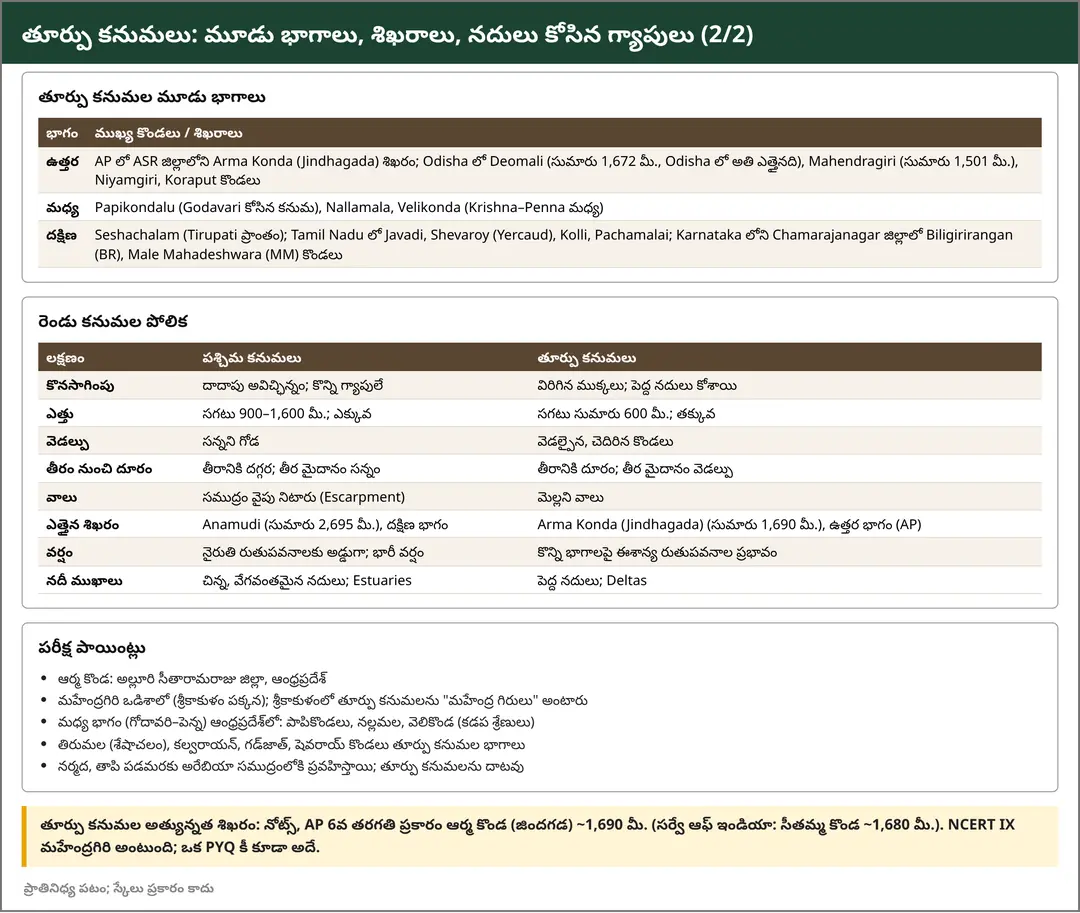 తూర్పు కనుమలు: మూడు భాగాలు, శిఖరాలు, నదులు కోసిన గ్యాపులు (2/2)
తూర్పు కనుమల మూడు భాగాలు
భాగం ముఖ్య కొండలు / శిఖరాలు
ఉత్తర AP లో ASR జిల్లాలోని Arma Konda (Jindhagada) శిఖరం; Odisha లో Deomali (సుమారు 1,672 మీ., Odisha లో అతి ఎత్తైనది), Mahendragiri (సుమారు 1,501 మీ.),
Niyamgiri, Koraput కొండలు
మధ్య Papikondalu (Godavari కోసిన కనుమ), Nallamala, Velikonda (Krishna–Penna మధ్య)
దక్షిణ Seshachalam (Tirupati ప్రాంతం); Tamil Nadu లో Javadi, Shevaroy (Yercaud), Kolli, Pachamalai; Karnataka లోని Chamarajanagar జిల్లాలో Biligirirangan
(BR), Male Mahadeshwara (MM) కొండలు
రెండు కనుమల పోలిక
లక్షణం పశ్చిమ కనుమలు తూర్పు కనుమలు
కొనసాగింపు దాదాపు అవిచ్ఛిన్నం; కొన్ని గ్యాపులే విరిగిన ముక్కలు; పెద్ద నదులు కోశాయి
ఎత్తు సగటు 900–1,600 మీ.; ఎక్కువ సగటు సుమారు 600 మీ.; తక్కువ
వెడల్పు సన్నని గోడ వెడల్పైన, చెదిరిన కొండలు
తీరం నుంచి దూరం తీరానికి దగ్గర; తీర మైదానం సన్నం తీరానికి దూరం; తీర మైదానం వెడల్పు
వాలు సముద్రం వైపు నిటారు (Escarpment) మెల్లని వాలు
ఎత్తైన శిఖరం Anamudi (సుమారు 2,695 మీ.), దక్షిణ భాగం Arma Konda (Jindhagada) (సుమారు 1,690 మీ.), ఉత్తర భాగం (AP)
వర్షం నైరుతి రుతుపవనాలకు అడ్డుగా; భారీ వర్షం కొన్ని భాగాలపై ఈశాన్య రుతుపవనాల ప్రభావం
నదీ ముఖాలు చిన్న, వేగవంతమైన నదులు; Estuaries పెద్ద నదులు; Deltas
పరీక్ష పాయింట్లు
• ఆర్మ కొండ: అల్లూరి సీతారామరాజు జిల్లా, ఆంధ్రప్రదేశ్
• మహేంద్రగిరి ఒడిశాలో (శ్రీకాకుళం పక్కన); శ్రీకాకుళంలో తూర్పు కనుమలను "మహేంద్ర గిరులు" అంటారు
• మధ్య భాగం (గోదావరి–పెన్న) ఆంధ్రప్రదేశ్‌లో: పాపికొండలు, నల్లమల, వెలికొండ (కడప శ్రేణులు)
• తిరుమల (శేషాచలం), కల్వరాయన్, గడ్‌జాత్, షెవరాయ్ కొండలు తూర్పు కనుమల భాగాలు
• నర్మద, తాపి పడమరకు అరేబియా సముద్రంలోకి ప్రవహిస్తాయి; తూర్పు కనుమలను దాటవు
తూర్పు కనుమల అత్యున్నత శిఖరం: నోట్స్, AP 6వ తరగతి ప్రకారం ఆర్మ కొండ (జిందగడ) ~1,690 మీ. (సర్వే ఆఫ్ ఇండియా: సీతమ్మ కొండ ~1,680 మీ.). NCERT IX
మహేంద్రగిరి అంటుంది; ఒక PYQ కీ కూడా అదే.
ప్రాతినిధ్య పటం; స్కేలు ప్రకారం కాదు